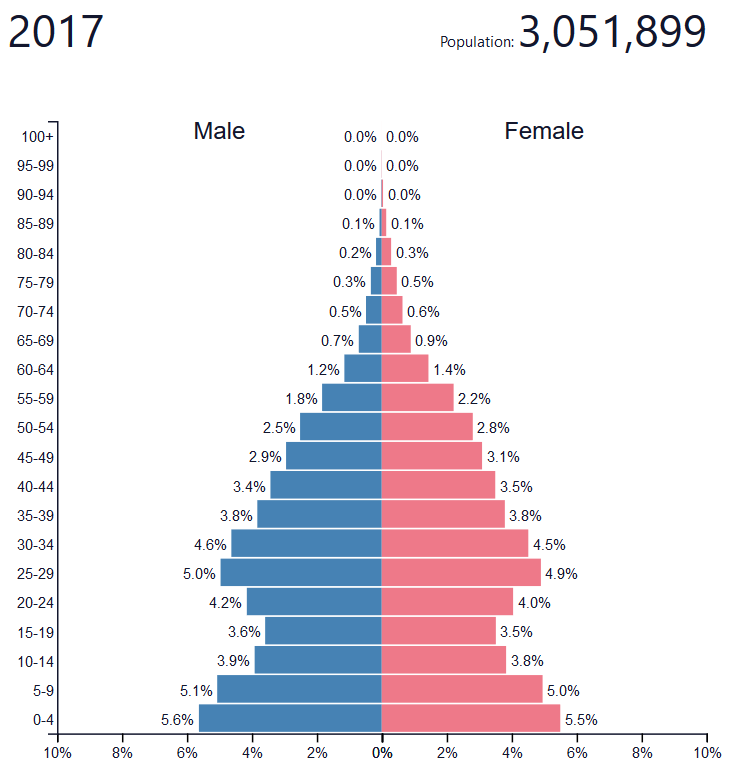 2017 Population: 3,051,899
Male Female
100+ 0.0% 0.0%
95-99 0.0% 0.0%
90-94 0.0% 0.0%
85-89 0.1% 0.1%
80-84 0.2% 0.3%
75-79 0.3% 0.5%
70-74 0.5% 0.6%
65-69 0.7% 0.9%
60-64 1.2% 1.4%
55-59 1.8% 2.2%
50-54 2.5% 2.8%
45-49 2.9% 3.1%
40-44 3.4% 3.5%
35-39 3.8% 3.8%
30-34 4.6% 4.5%
25-29 5.0% 4.9%
20-24 4.2% 4.0%
15-19 3.6% 3.5%
10-14 3.9% 3.8%
5-9 5.1% 5.0%
0-4 5.6% 5.5%
10% 8% 6% 4% 2% 0% 2% 4% 6% 8% 10%